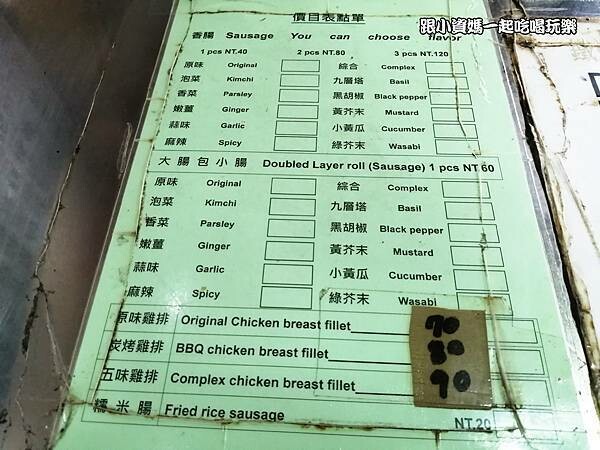 跟小資媽一起吃喝玩樂
價目表點單
香腸 Sausage You can choose flavor
1 pcs NT.40 2 pcs NT.80 3 pcs NT.120
原味 Original 綜合 Complex
泡菜 Kimchi 九層塔 Basil
香菜 Parsley 黑胡椒 Black pepper
嫩薑 Ginger 黃芥末 Mustard
蒜味 Garlic 小黃瓜 Cucumber
麻辣 Spicy 綠芥末 Wasabi
大腸包小腸 Doubled Layer roll (Sausage) 1 pcs NT 60
原味 Original 綜合 Complex
泡菜 Kimchi 九層塔 Basil
香菜 Parsley 黑胡椒 Black pepper
嫩薑 Ginger 黃芥末 Mustard
蒜味 Garlic 小黃瓜 Cucumber
麻辣 Spicy 綠芥末 Wasabi
原味雞排 Original Chicken breast fillet 70
炭烤雞排 BBQ chicken breast fillet 80
五味雞排 Complex chicken breast fillet 90
糯米腸 Fried rice sausage NT.20